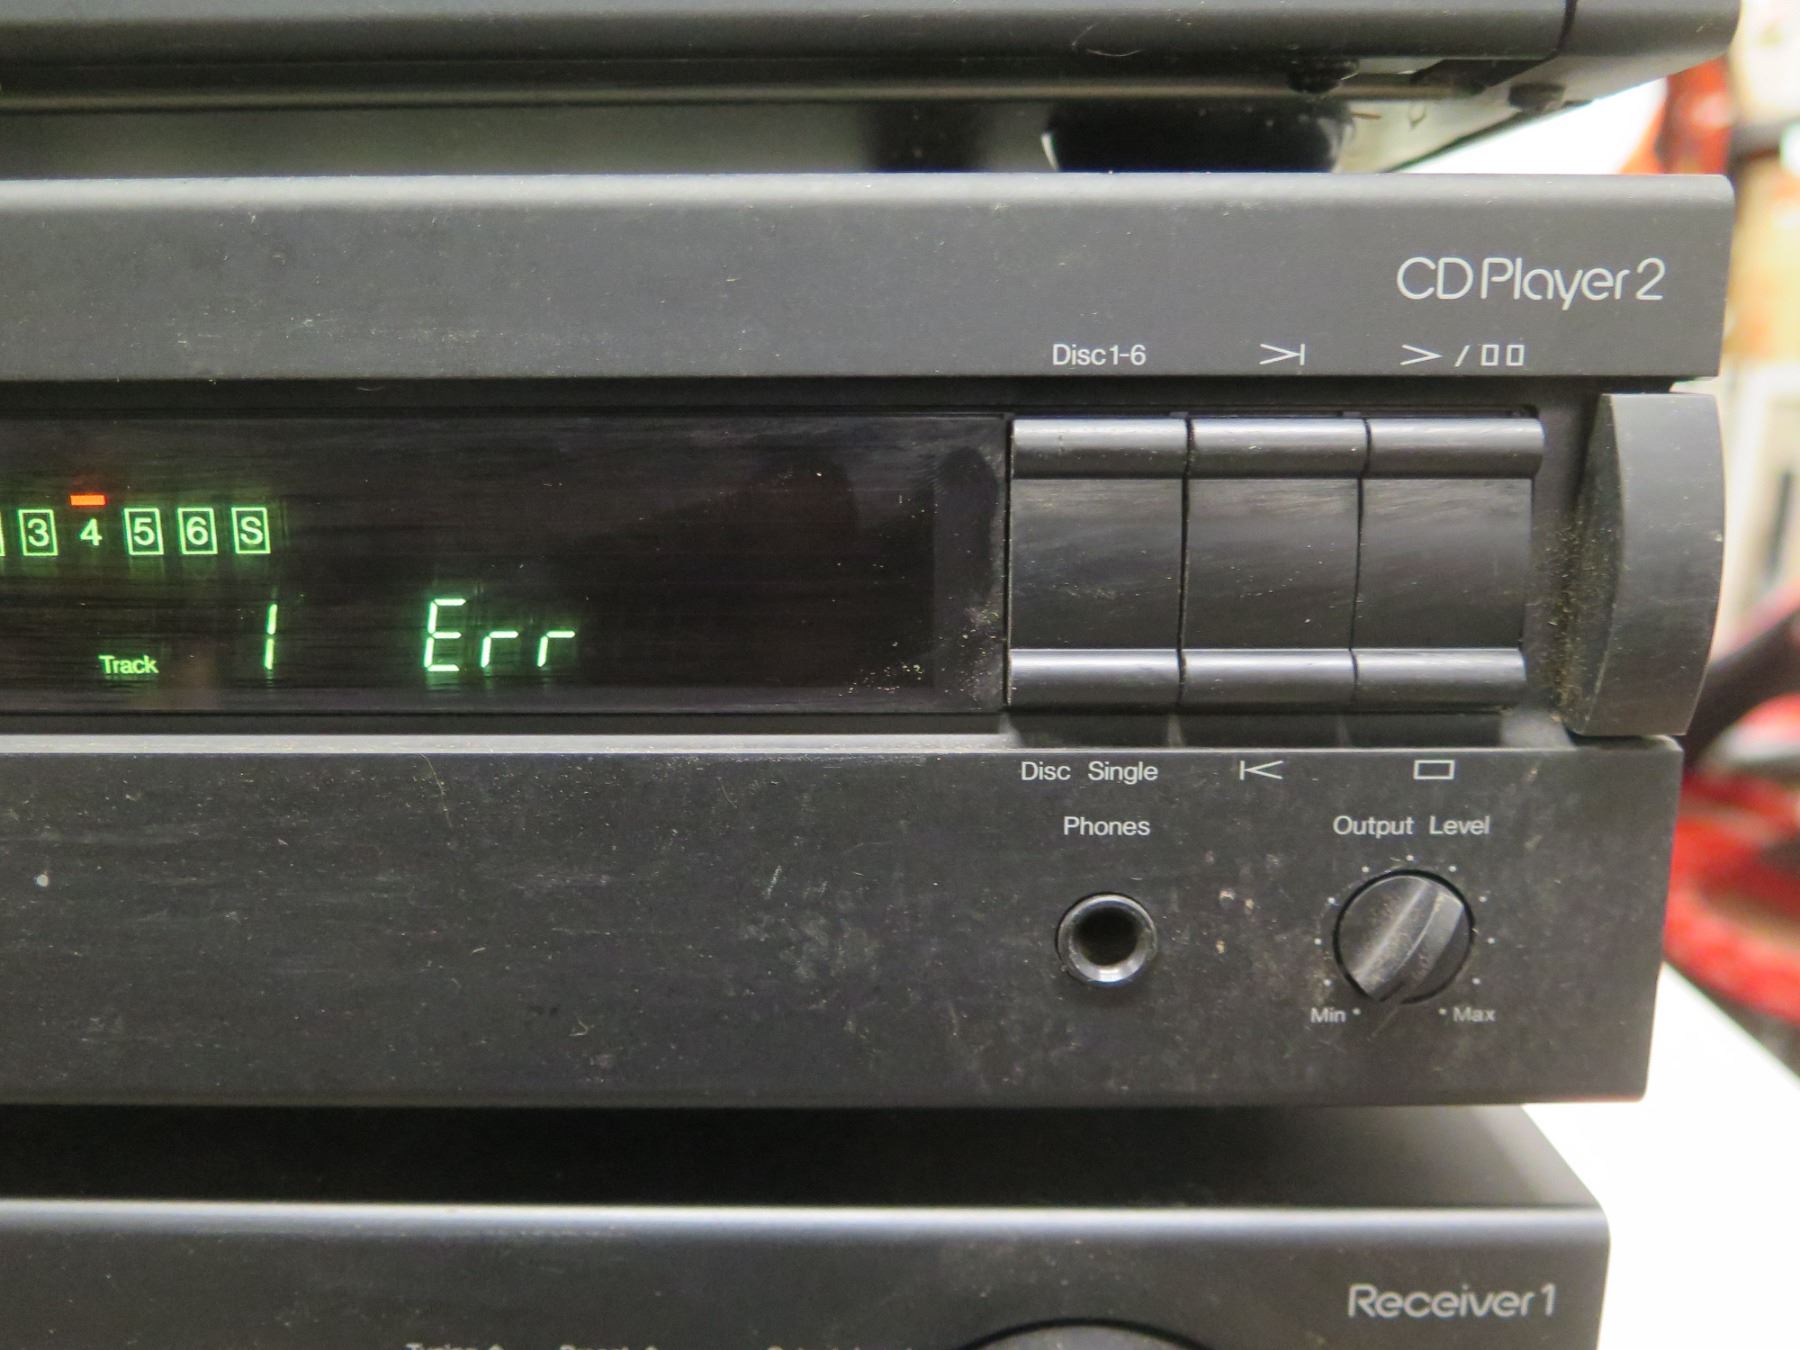 CD Player 2
Disc 1-6
3 4 5 6 S
Track 1 Err
Disc Single
Phones Output Level
Min Max
Receiver 1